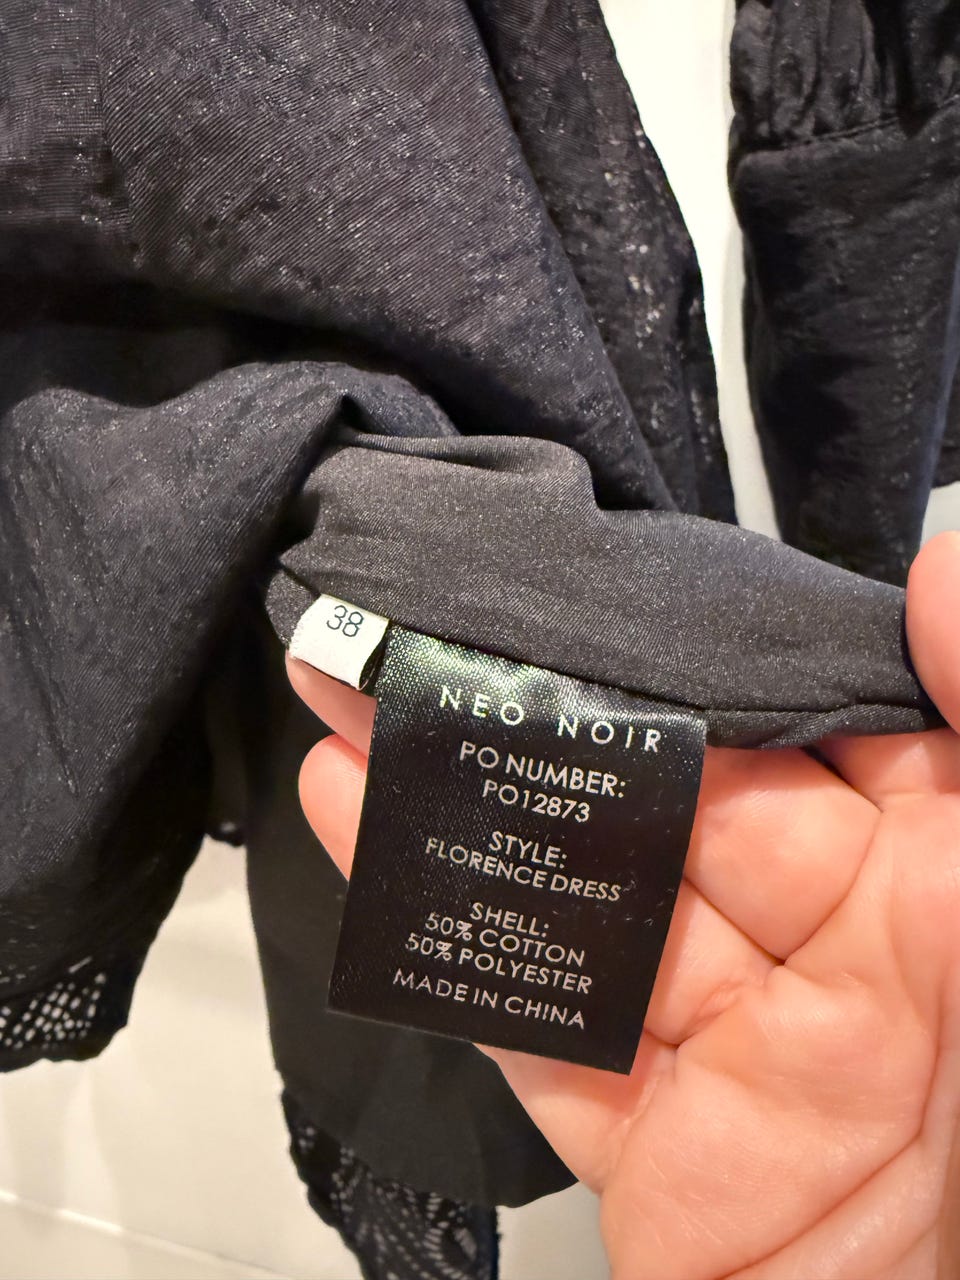 38
NEO NOIR
PO NUMBER:
PO12873
STYLE:
FLORENCE DRESS
SHELL:
50% COTTON
50% POLYESTER
MADE IN CHINA